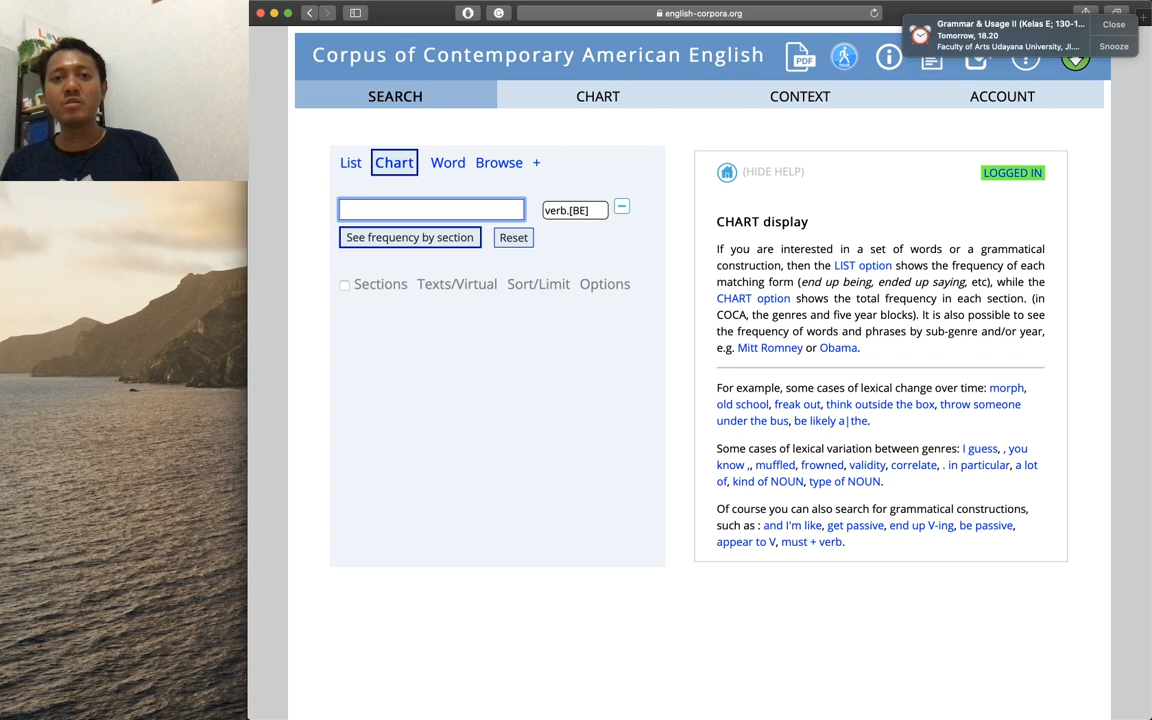 english-corpora.org
Grammar & Usage II (Kelas E; 130-1...
Tomorrow, 18.20
Faculty of Arts Udayana University, Jl....
Close
Snooze
Corpus of Contemporary American English
PDF
SEARCH
CHART
CONTEXT
ACCOUNT
List
Chart
Word
Browse
+
verb.[BE]
See frequency by section
Reset
Sections
Texts/Virtual
Sort/Limit
Options
(HIDE HELP)
LOGGED IN
CHART display
If you are interested in a set of words or a grammatical
construction, then the LIST option shows the frequency of each
matching form (end up being, ended up saying, etc), while the
CHART option shows the total frequency in each section. (in
COCA, the genres and five year blocks). It is also possible to see
the frequency of words and phrases by sub-genre and/or year,
e.g. Mitt Romney or Obama.
For example, some cases of lexical change over time: morph,
old school, freak out, think outside the box, throw someone
under the bus, be likely a|the.
Some cases of lexical variation between genres: I guess, , you
know ,, muffled, frowned, validity, correlate, . in particular, a lot
of, kind of NOUN, type of NOUN.
Of course you can also search for grammatical constructions,
such as : and I'm like, get passive, end up V-ing, be passive,
appear to V, must + verb.